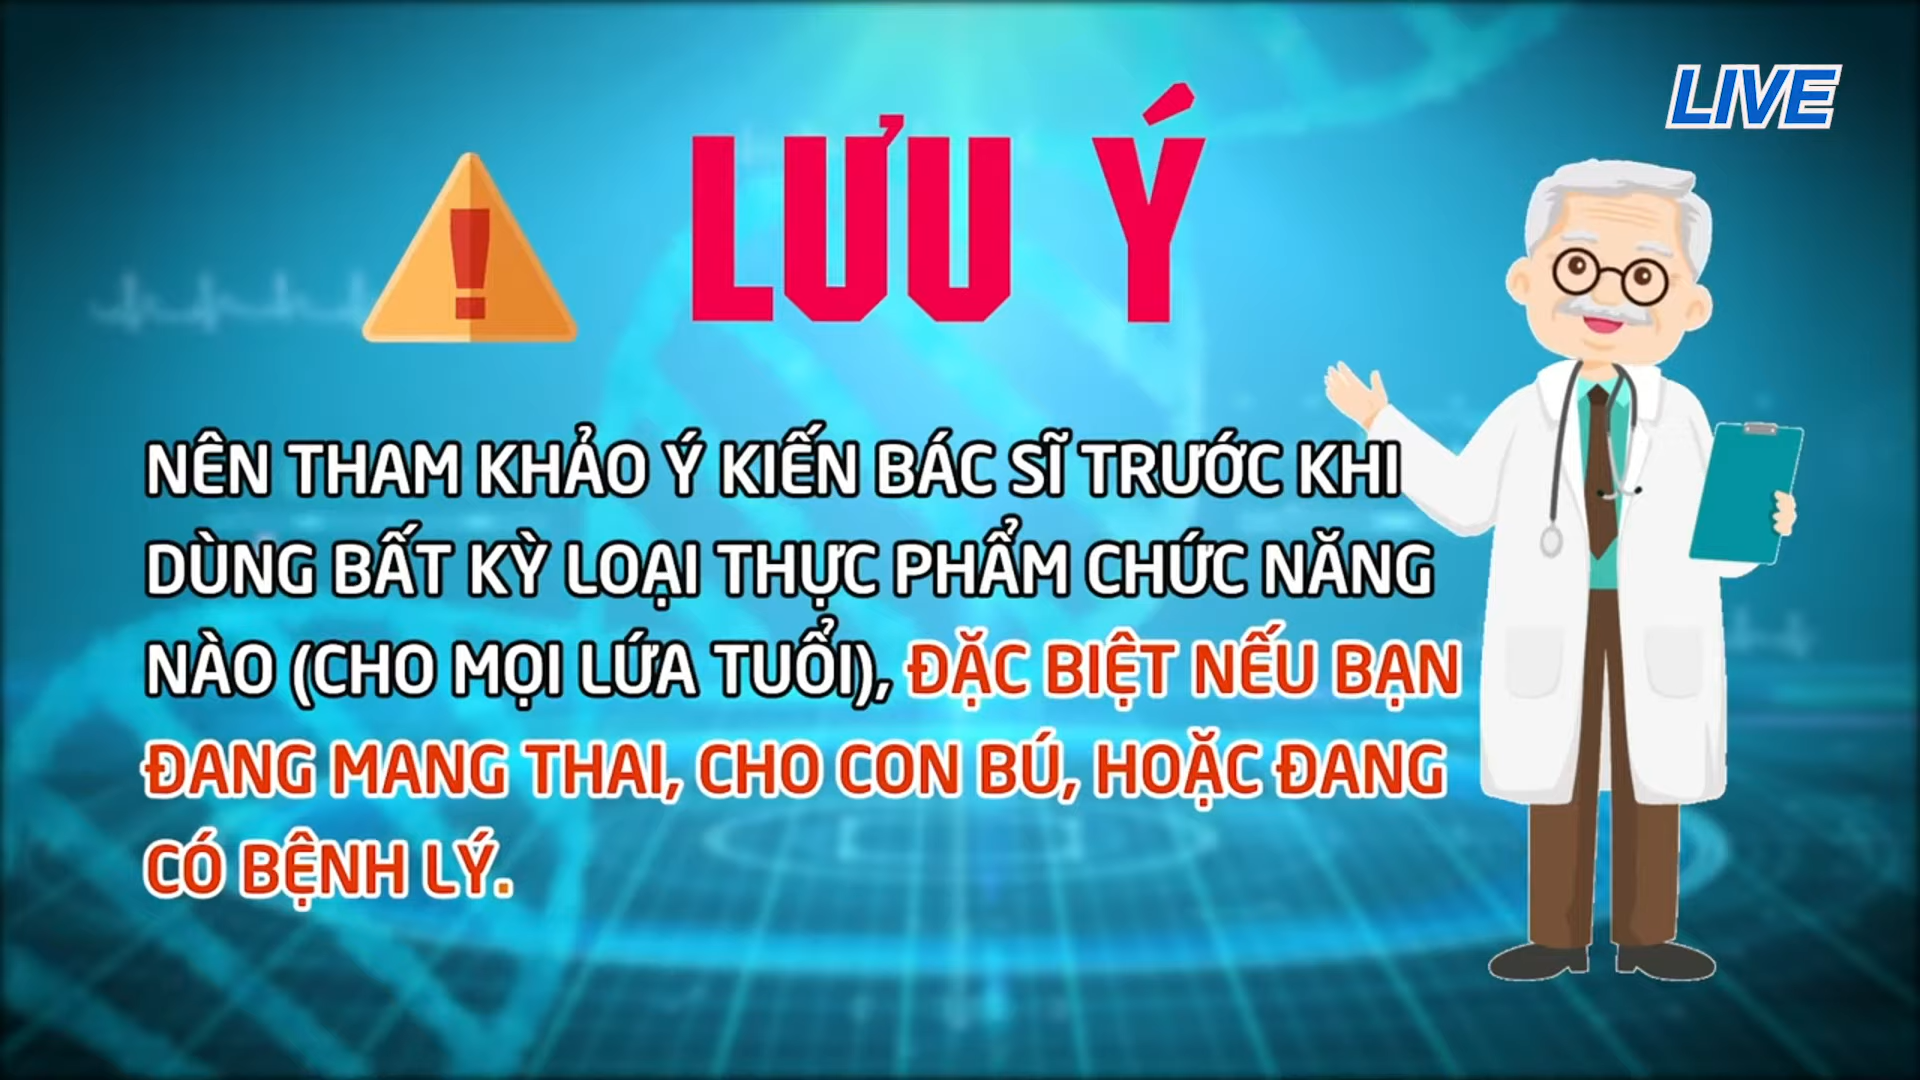 LIVE
LƯU Ý
NÊN THAM KHẢO Ý KIẾN BÁC SĨ TRƯỚC KHI
DÙNG BẤT KỲ LOẠI THỰC PHẨM CHỨC NĂNG
NÀO (CHO MỌI LỨA TUỔI), ĐẶC BIỆT NẾU BẠN
ĐANG MANG THAI, CHO CON BÚ, HOẶC ĐANG
CÓ BỆNH LÝ.